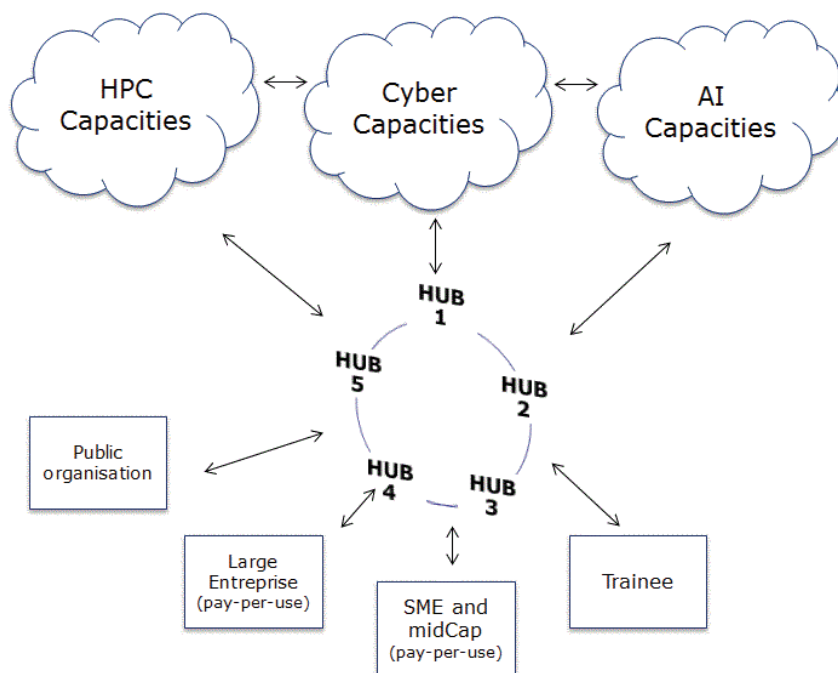 HPC
Capacities
Cyber
Capacities
AI
Capacities
HUB
1
HUB
5
HUB
2
HUB
4
HUB
3
Public
organisation
Large
Entreprise
(pay-per-use)
SME and
midCap
(pay-per-use)
Trainee